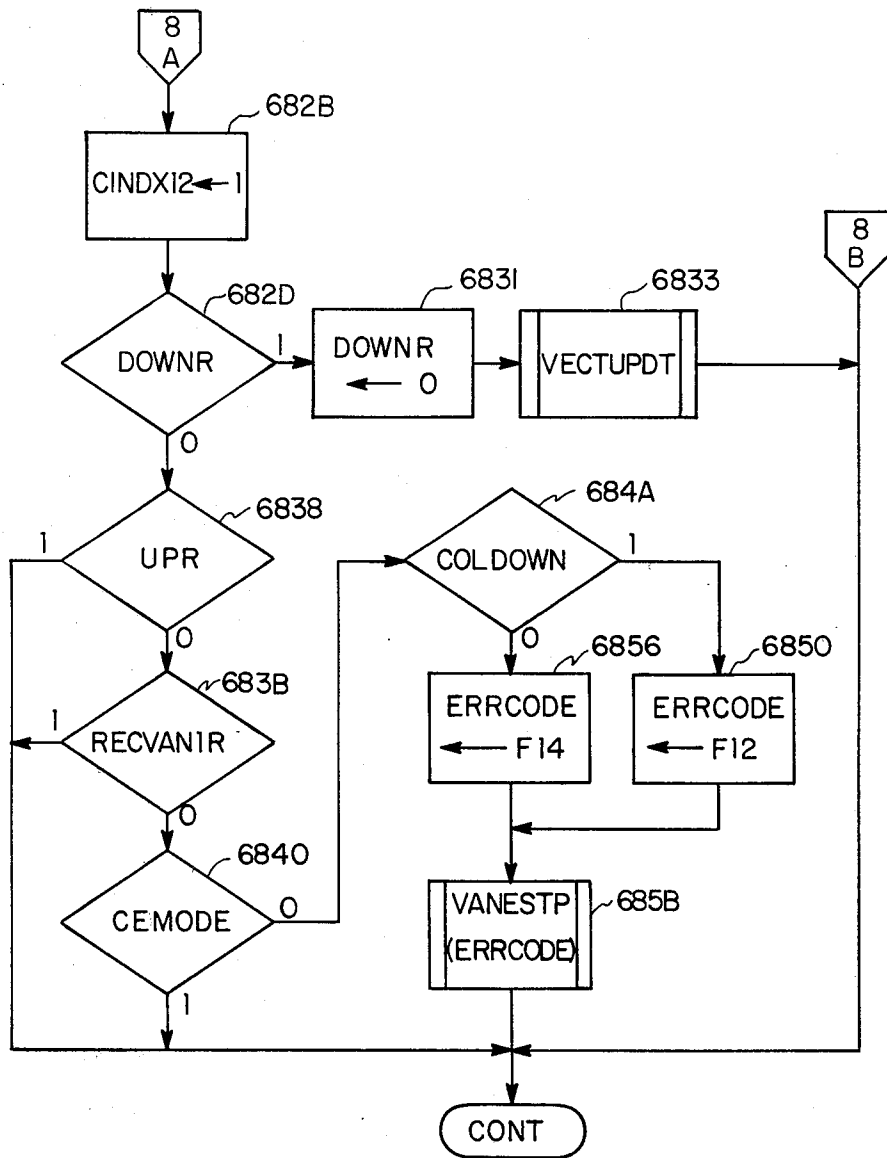 8
A
682B
CINDX12 ← 1
8
B
682D
DOWNR
1
0
6831
DOWNR
← 0
6833
VECTUPDT
6838
UPR
1
0
684A
COLDOWN
1
0
683B
RECVAN1R
1
0
6856
ERRCODE
← F14
6850
ERRCODE
← F12
6840
CEMODE
0
1
VANESTP
(ERRCODE)
685B
CONT